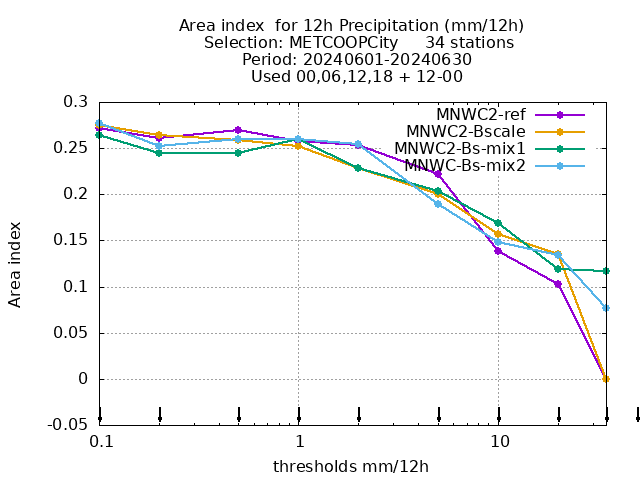 Area index  for 12h Precipitation (mm/12h)
Selection: METCOOPCity     34 stations
Period: 20240601-20240630
Used 00,06,12,18 + 12-00
MNWC2-ref
MNWC2-Bscale
MNWC2-Bs-mix1
MNWC-Bs-mix2
0.3
0.25
0.2
0.15
0.1
0.05
0
-0.05
Area index
0.1 1 10
thresholds mm/12h